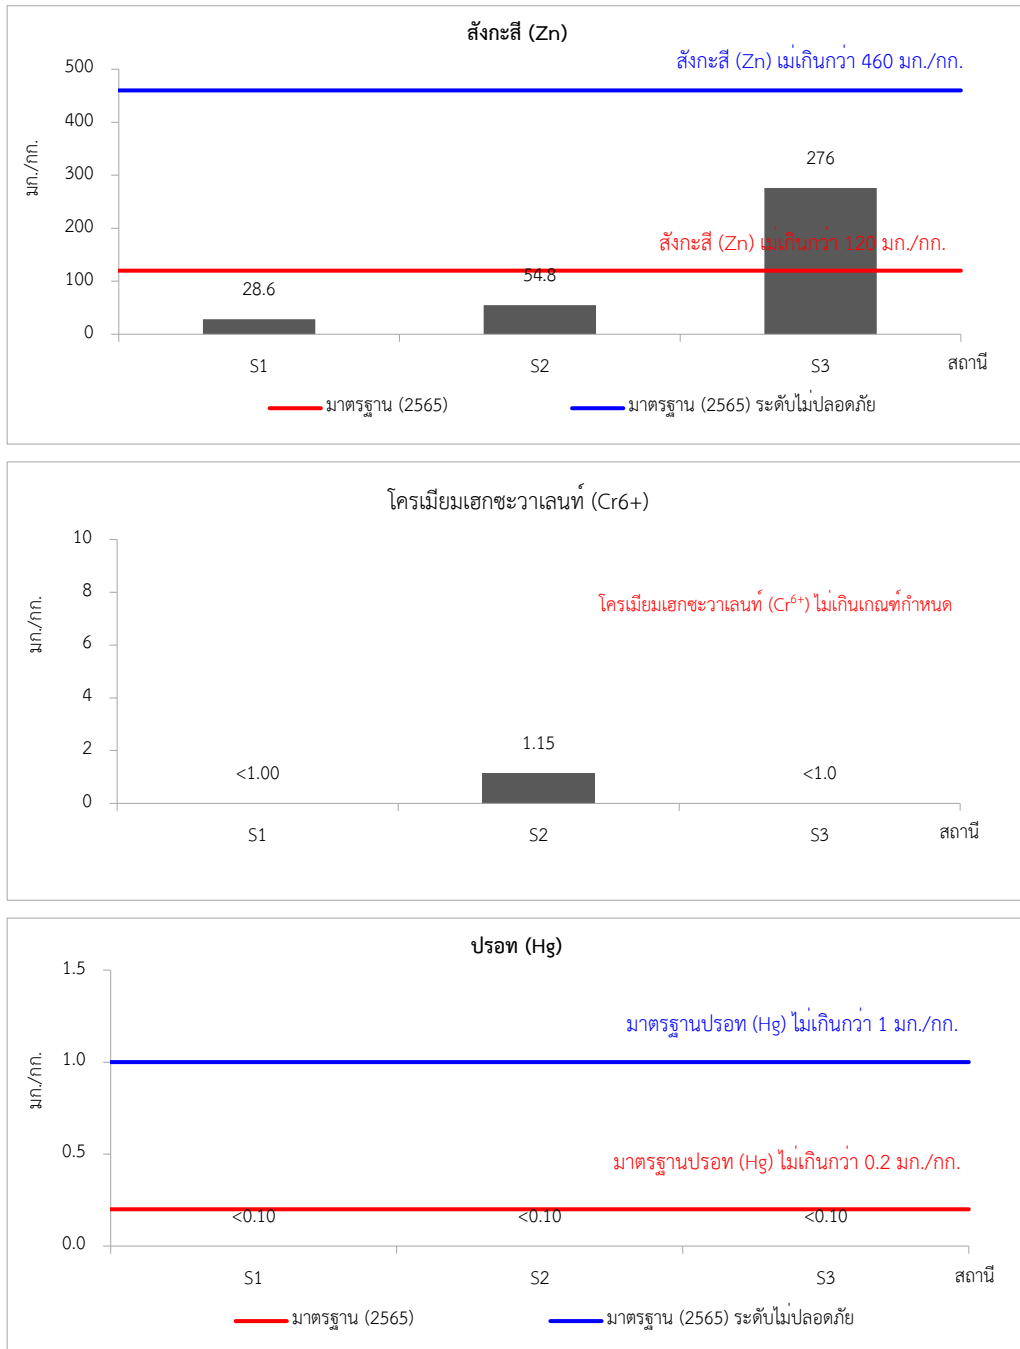 สังกะสี (Zn)
สังกะสี (Zn) เม่เกินกว่า 460 มก./กก.
500
400
300
200
100
0
มก./กก.
276
สังกะสี (Zn) เม่เกินกว่า 120 มก./กก.
54.8
28.6
S1 S2 S3 สถานี
มาตรฐาน (2565) มาตรฐาน (2565) ระดับไม่ปลอดภัย
โครเมียมเฮกซะวาเลนท์ (Cr6+)
10
8
6
4
2
0
มก./กก.
โครเมียมเฮกซะวาเลนท์ (Cr⁶⁺) ไม่เกินเกณฑ์กำหนด
<1.00 1.15 <1.0
S1 S2 S3 สถานี
ปรอท (Hg)
1.5
1.0
0.5
0.0
มก./กก.
มาตรฐานปรอท (Hg) ไม่เกินกว่า 1 มก./กก.
มาตรฐานปรอท (Hg) ไม่เกินกว่า 0.2 มก./กก.
<0.10 <0.10 <0.10
S1 S2 S3 สถานี
มาตรฐาน (2565) มาตรฐาน (2565) ระดับไม่ปลอดภัย